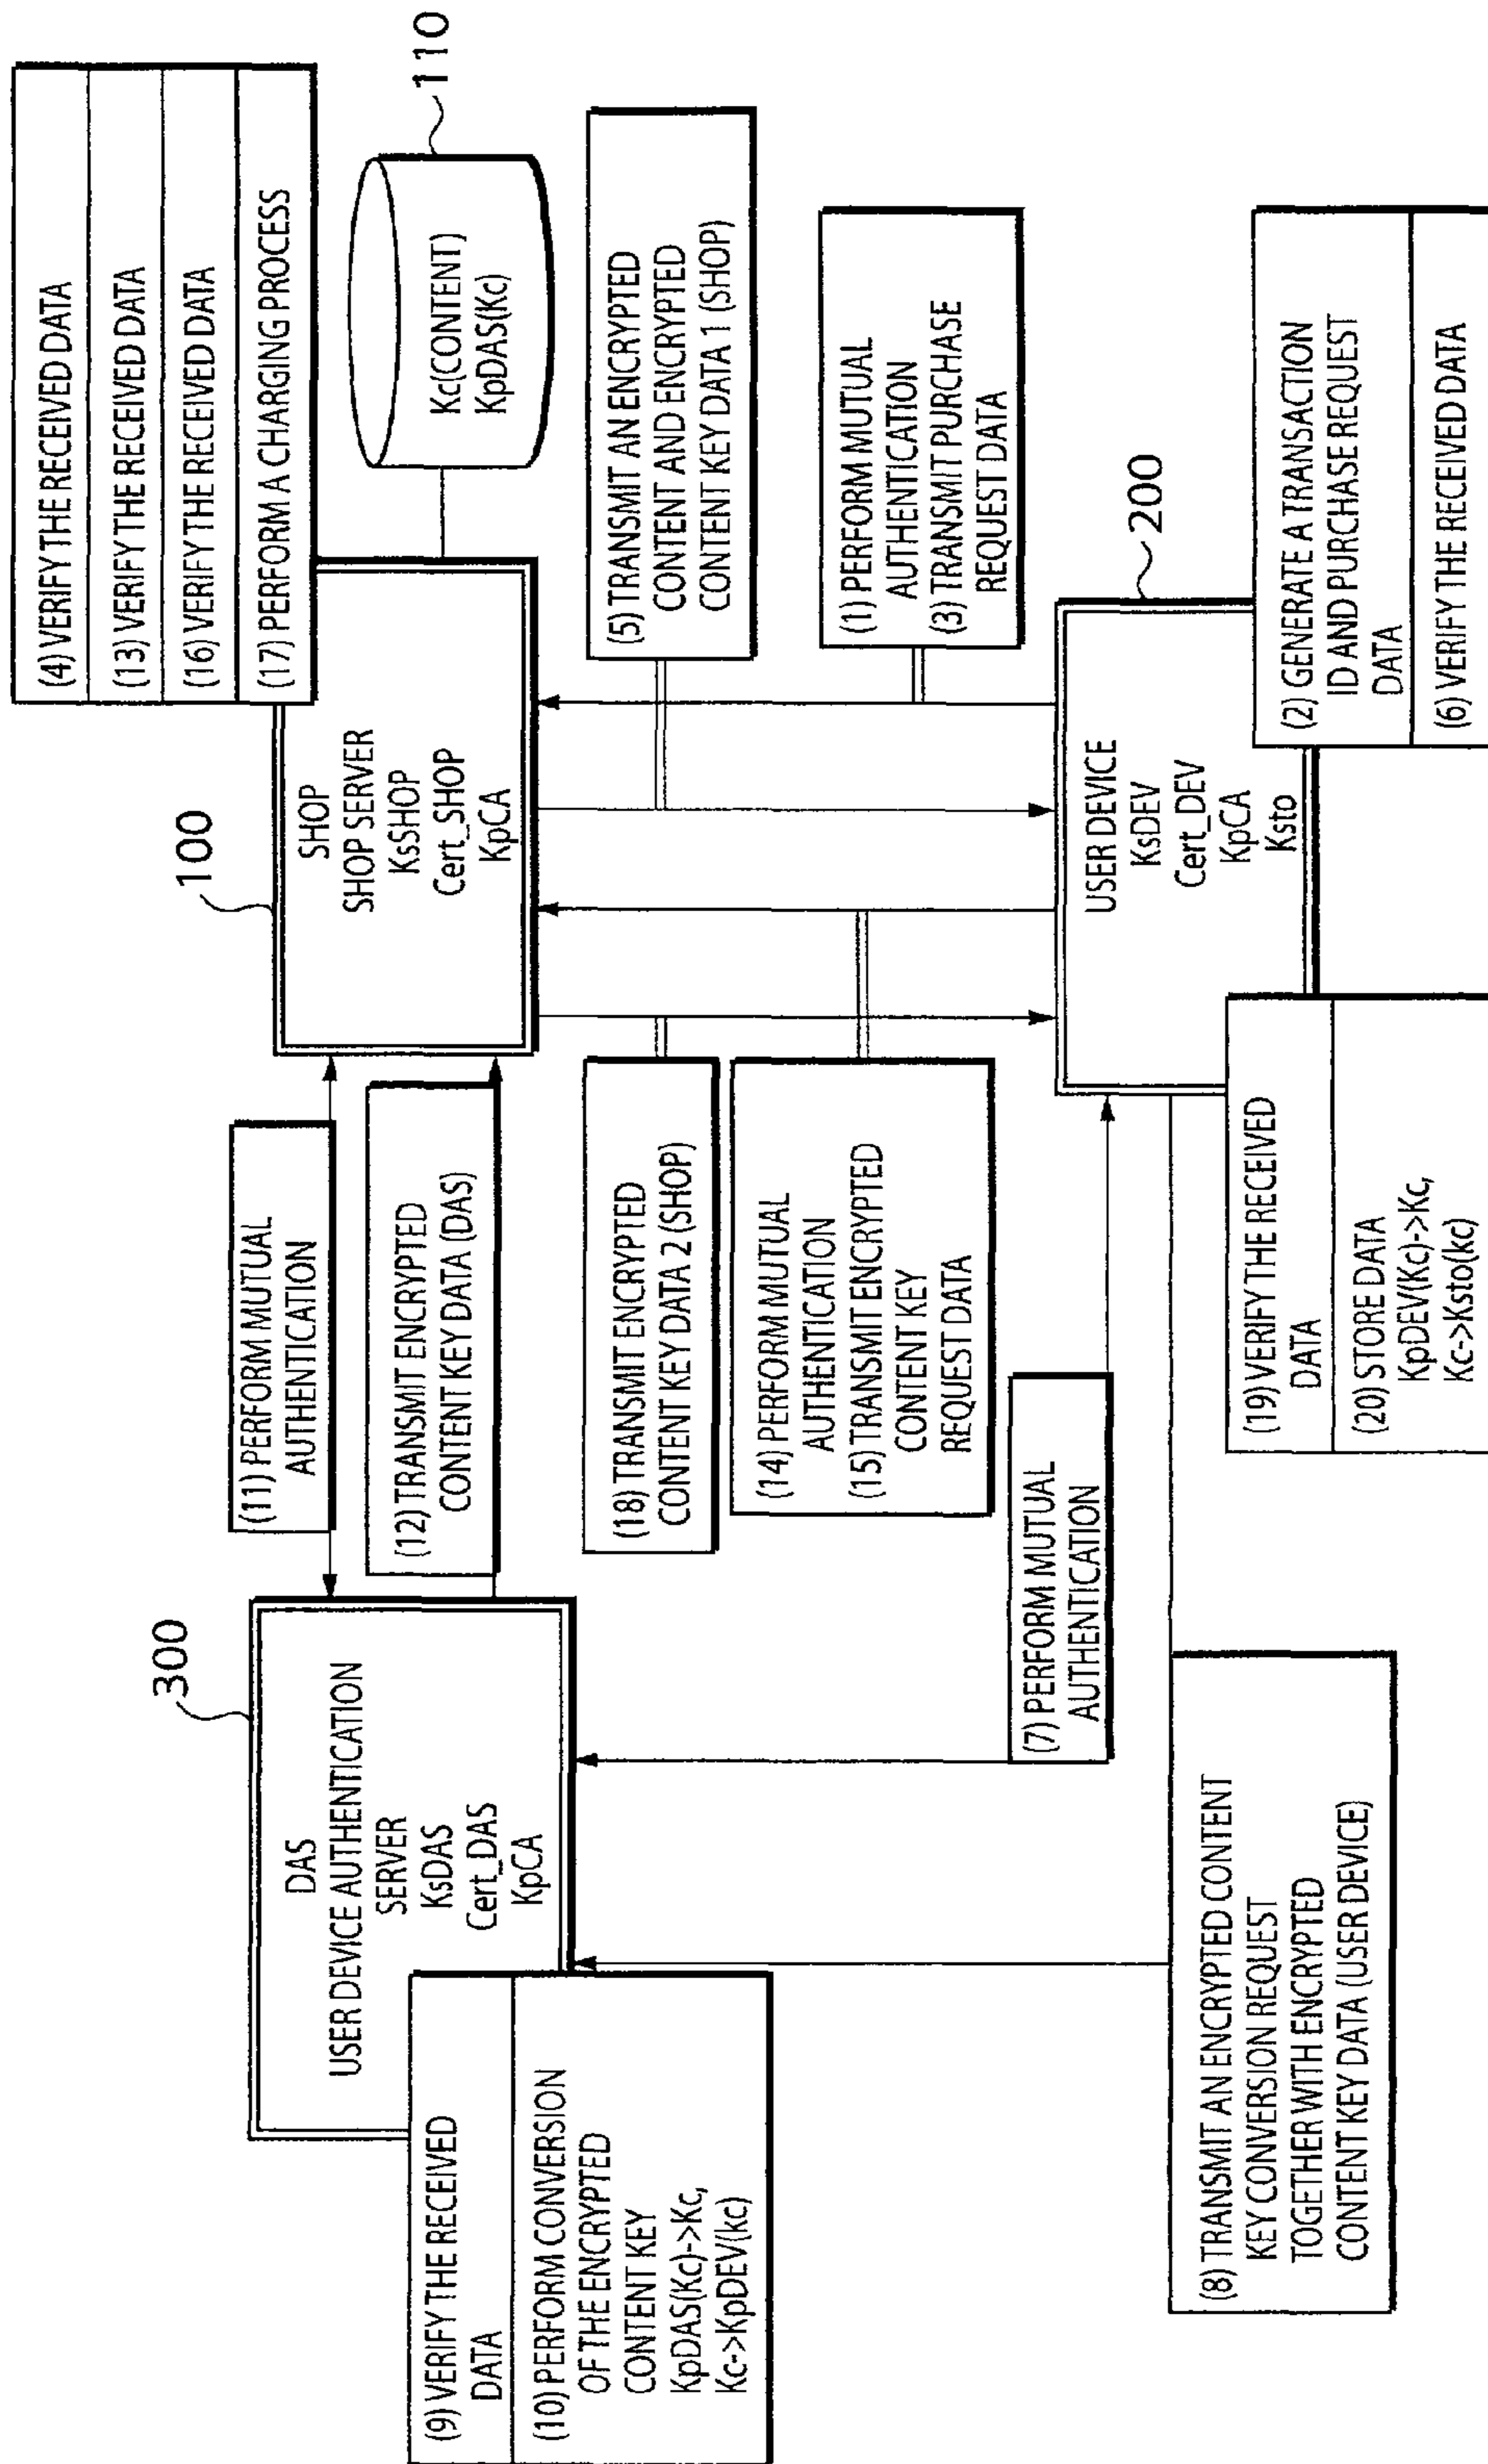 300
DAS
USER DEVICE AUTHENTICATION
SERVER
KsDAS
Cert_DAS
KpCA
(9) VERIFY THE RECEIVED
DATA
(10) PERFORM CONVERSION
OF THE ENCRYPTED
CONTENT KEY
KpDAS(Kc)->Kc,
Kc->KpDEV(kc)
(11) PERFORM MUTUAL
AUTHENTICATION
(12) TRANSMIT ENCRYPTED
CONTENT KEY DATA (DAS)
100
SHOP
SHOP SERVER
KsSHOP
Cert_SHOP
KpCA
(4) VERIFY THE RECEIVED DATA
(13) VERIFY THE RECEIVED DATA
(16) VERIFY THE RECEIVED DATA
(17) PERFORM A CHARGING PROCESS
110
Kc(CONTENT)
KpDAS(Kc)
(18) TRANSMIT ENCRYPTED
CONTENT KEY DATA 2 (SHOP)
(14) PERFORM MUTUAL
AUTHENTICATION
(15) TRANSMIT ENCRYPTED
CONTENT KEY
REQUEST DATA
(5) TRANSMIT AN ENCRYPTED
CONTENT AND ENCRYPTED
CONTENT KEY DATA 1 (SHOP)
(1) PERFORM MUTUAL
AUTHENTICATION
(3) TRANSMIT PURCHASE
REQUEST DATA
(7) PERFORM MUTUAL
AUTHENTICATION
(8) TRANSMIT AN ENCRYPTED CONTENT
KEY CONVERSION REQUEST
TOGETHER WITH ENCRYPTED
CONTENT KEY DATA (USER DEVICE)
200
USER DEVICE
KsDEV
Cert_DEV
KpCA
Ksto
(19) VERIFY THE RECEIVED
DATA
(20) STORE DATA
KpDEV(Kc)->Kc,
Kc->Ksto(kc)
(2) GENERATE A TRANSACTION
ID AND PURCHASE REQUEST
DATA
(6) VERIFY THE RECEIVED DATA